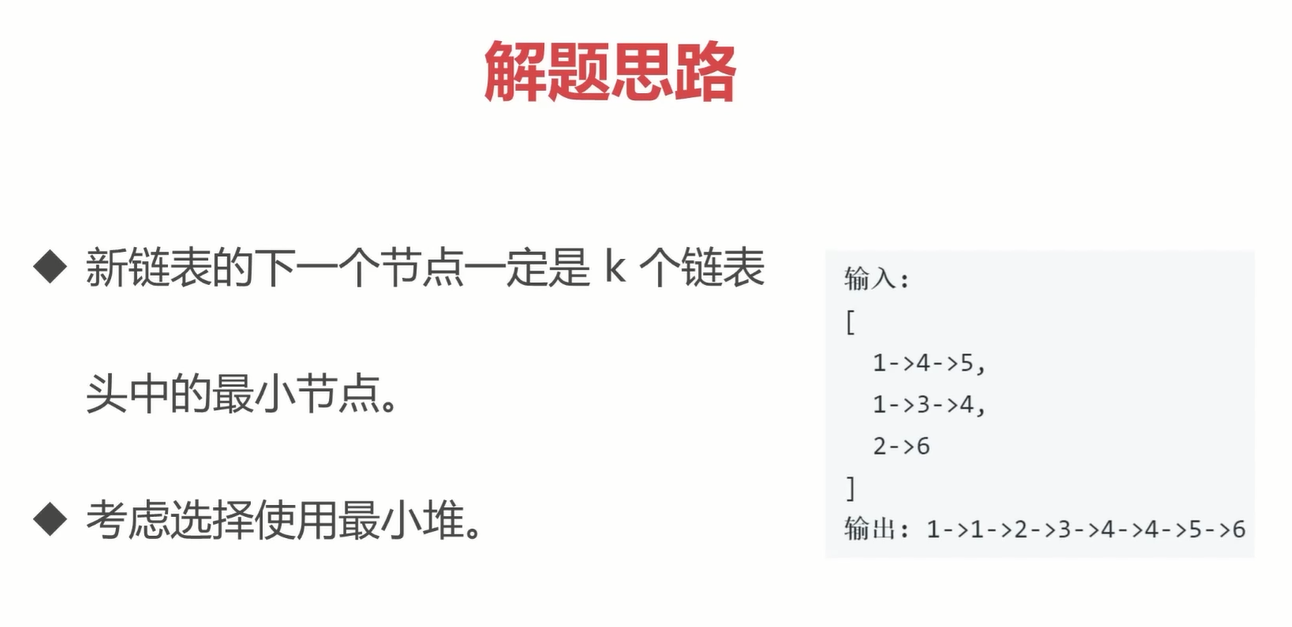 解题思路
◆ 新链表的下一个节点一定是 k 个链表
头中的最小节点。
◆ 考虑选择使用最小堆。
输入:
[
  1->4->5,
  1->3->4,
  2->6
]
输出: 1->1->2->3->4->4->5->6